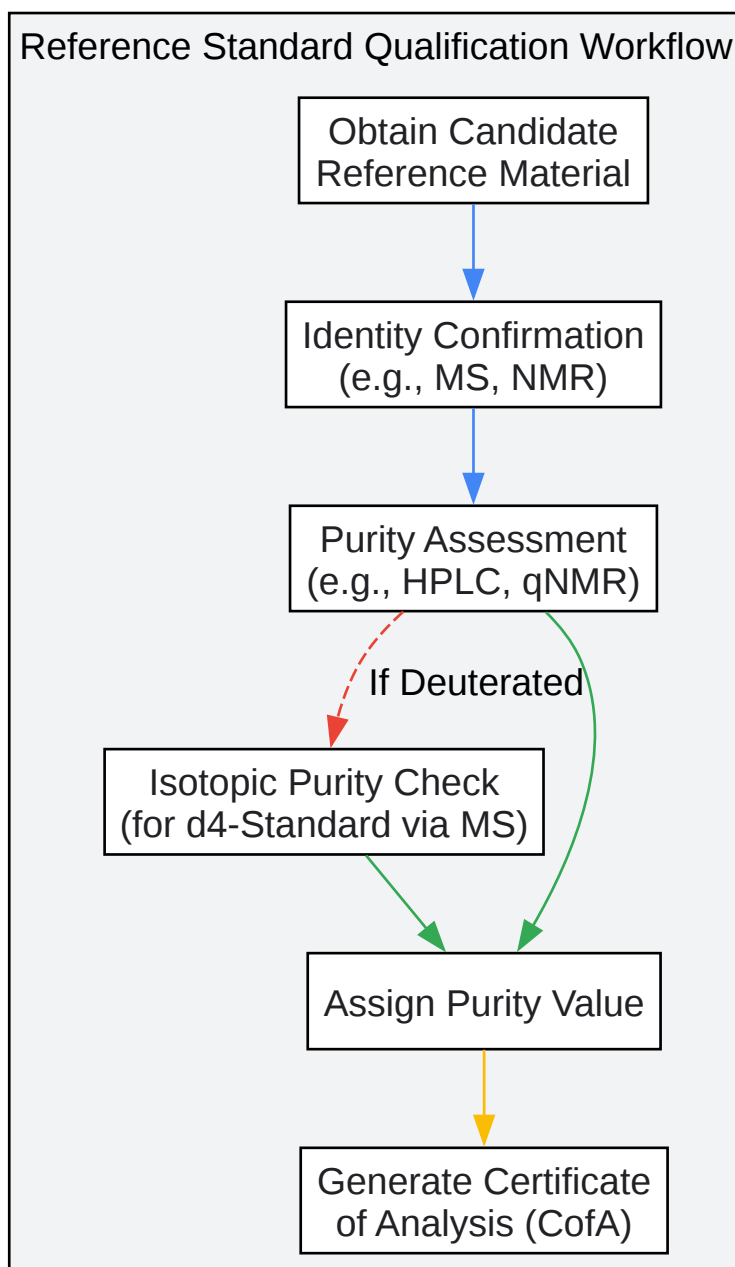 Reference Standard Qualification Workflow
Obtain Candidate
Reference Material
Identity Confirmation
(e.g., MS, NMR)
Purity Assessment
(e.g., HPLC, qNMR)
If Deuterated
Isotopic Purity Check
(for d4-Standard via MS)
Assign Purity Value
Generate Certificate
of Analysis (CofA)